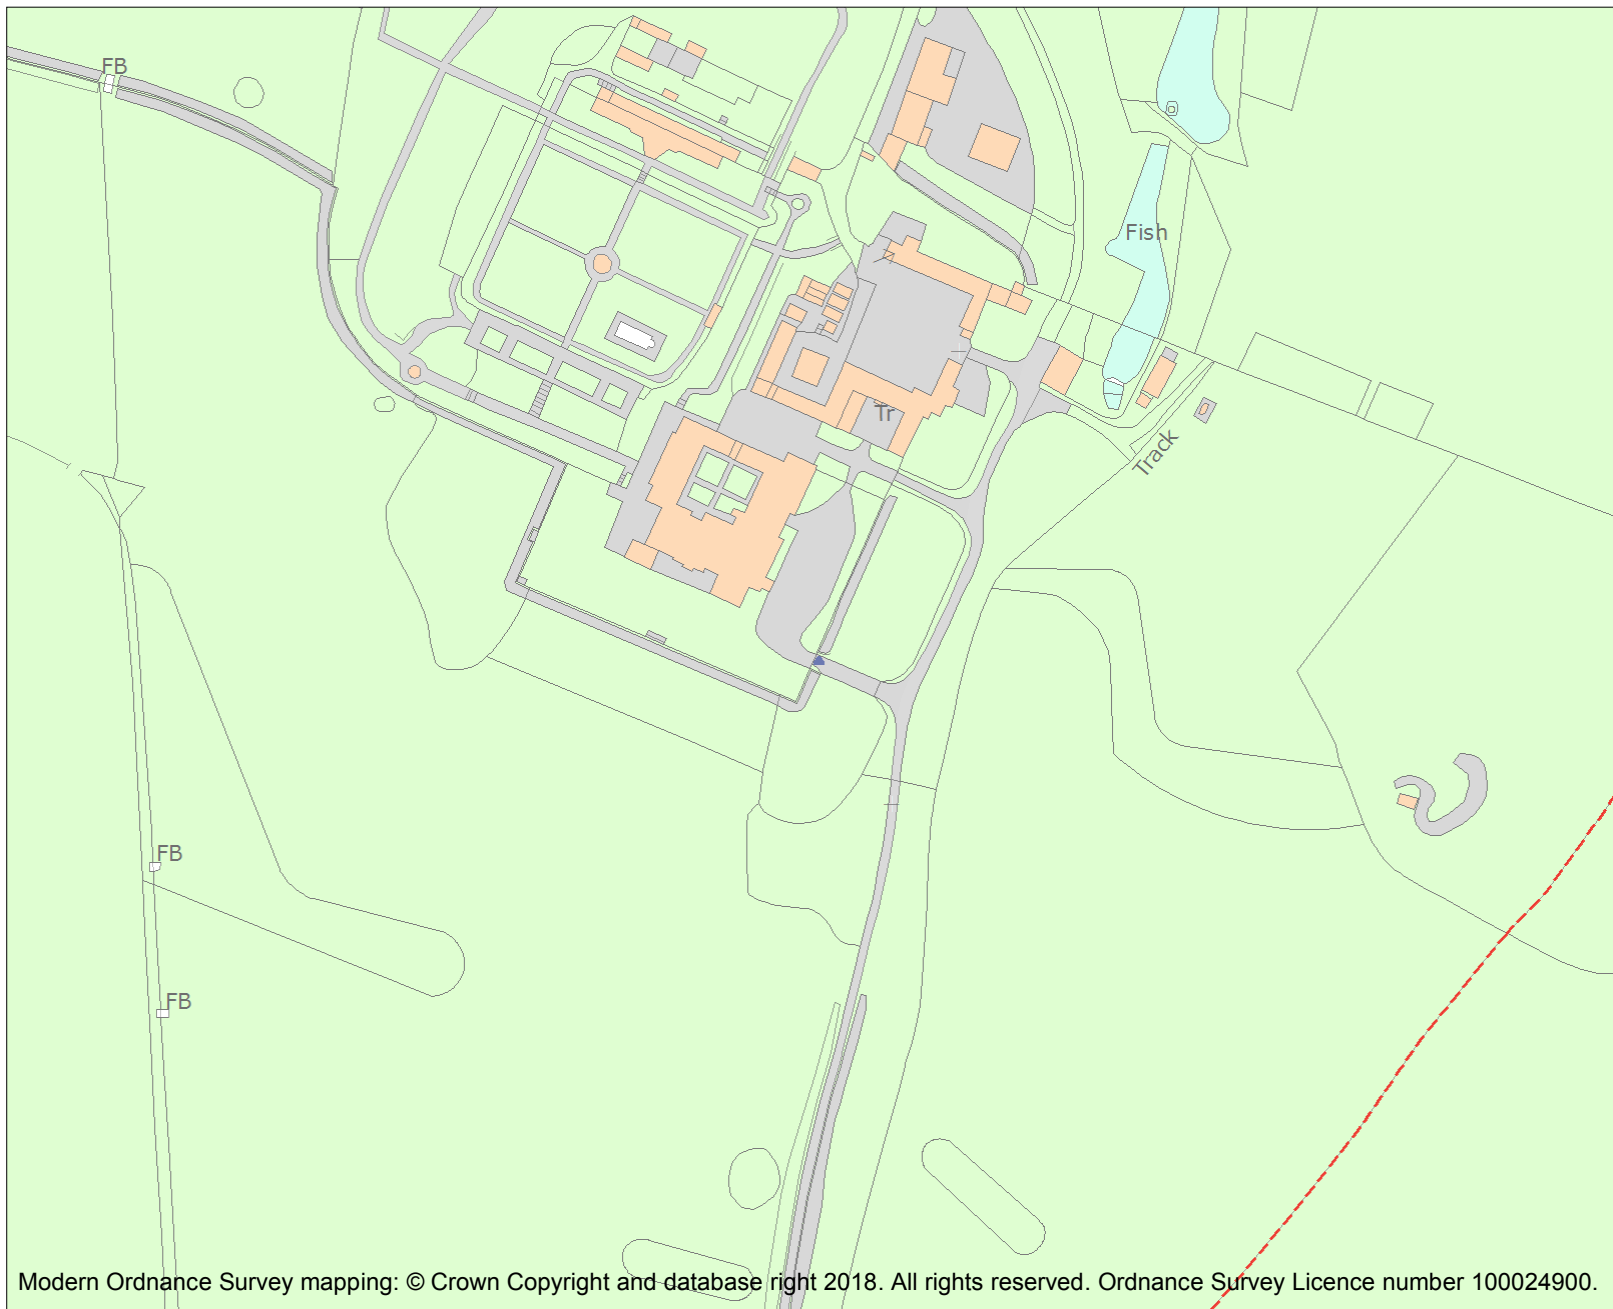 FB
Fish
Tr
Track
FB
FB
Modern Ordnance Survey mapping: © Crown Copyright and database right 2018. All rights reserved. Ordnance Survey Licence number 100024900.